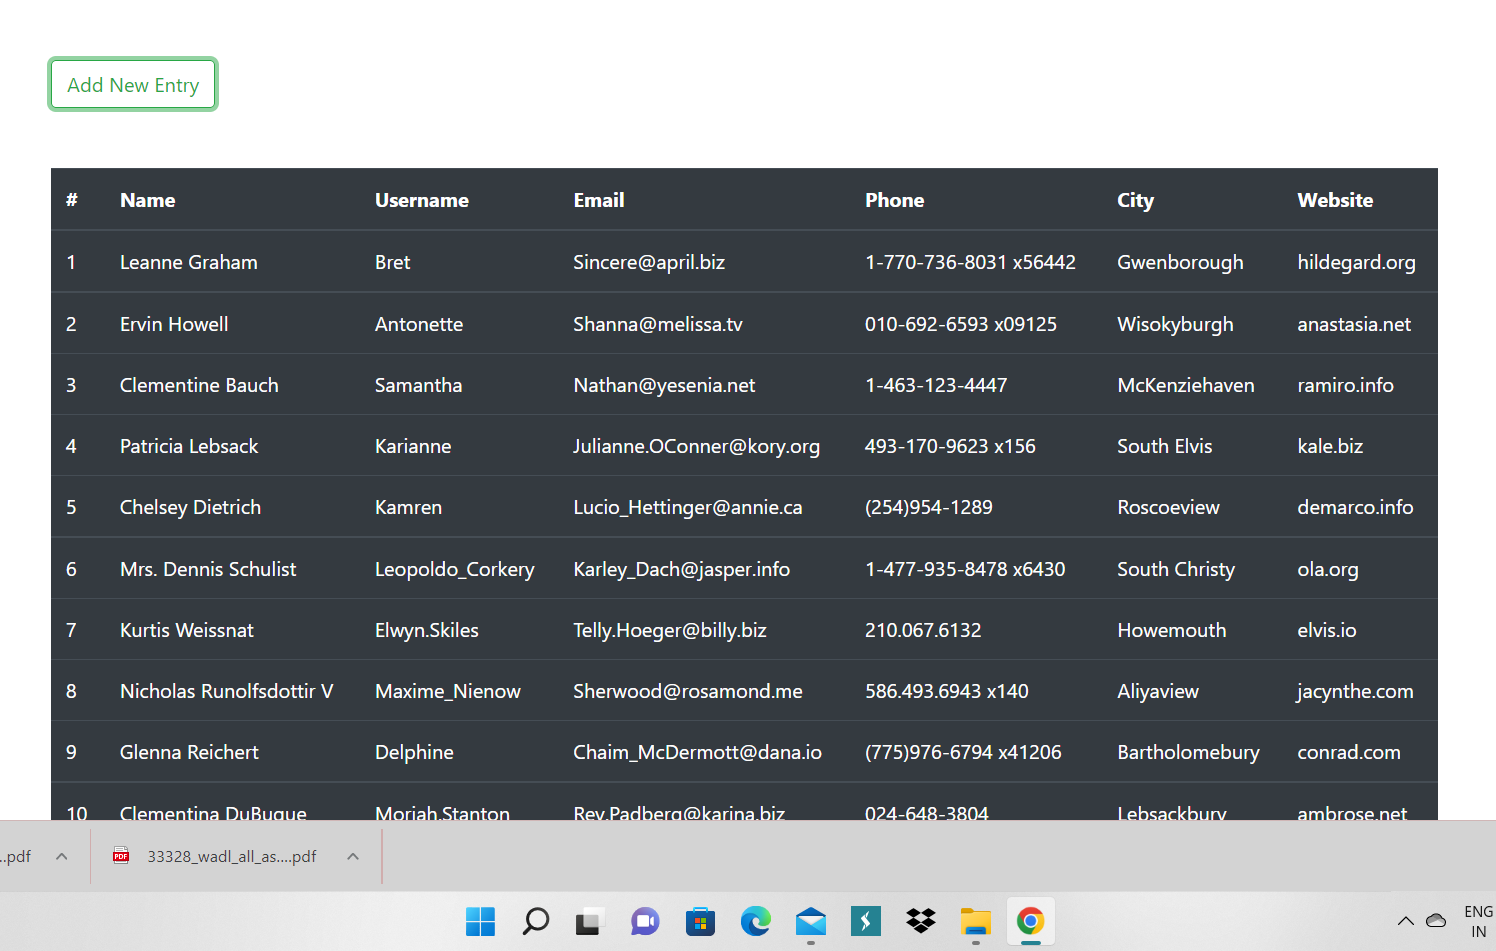 Add New Entry
# Name Username Email Phone City Website
1 Leanne Graham Bret Sincere@april.biz 1-770-736-8031 x56442 Gwenborough hildegard.org
2 Ervin Howell Antonette Shanna@melissa.tv 010-692-6593 x09125 Wisokyburgh anastasia.net
3 Clementine Bauch Samantha Nathan@yesenia.net 1-463-123-4447 McKenziehaven ramiro.info
4 Patricia Lebsack Karianne Julianne.OConner@kory.org 493-170-9623 x156 South Elvis kale.biz
5 Chelsey Dietrich Kamren Lucio_Hettinger@annie.ca (254)954-1289 Roscoeview demarco.info
6 Mrs. Dennis Schulist Leopoldo_Corkery Karley_Dach@jasper.info 1-477-935-8478 x6430 South Christy ola.org
7 Kurtis Weissnat Elwyn.Skiles Telly.Hoeger@billy.biz 210.067.6132 Howemouth elvis.io
8 Nicholas Runolfsdottir V Maxime_Nienow Sherwood@rosamond.me 586.493.6943 x140 Aliyaview jacynthe.com
9 Glenna Reichert Delphine Chaim_McDermott@dana.io (775)976-6794 x41206 Bartholomebury conrad.com
10 Clementina DuBuque Moriah.Stanton Rey.Padberg@karina.biz 024-648-3804 Lebsackbury ambrose.net
..pdf 33328_wadl_all_as....pdf
PDF
ENG
IN